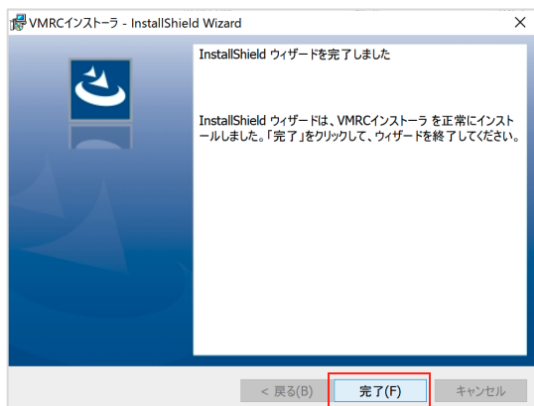 VMRCインストーラ - InstallShield Wizard
InstallShield ウィザードを完了しました
InstallShield ウィザードは、VMRCインストーラ を正常にインスト
ールしました。「完了」をクリックして、ウィザードを終了してください。
< 戻る(B)
完了(F)
キャンセル